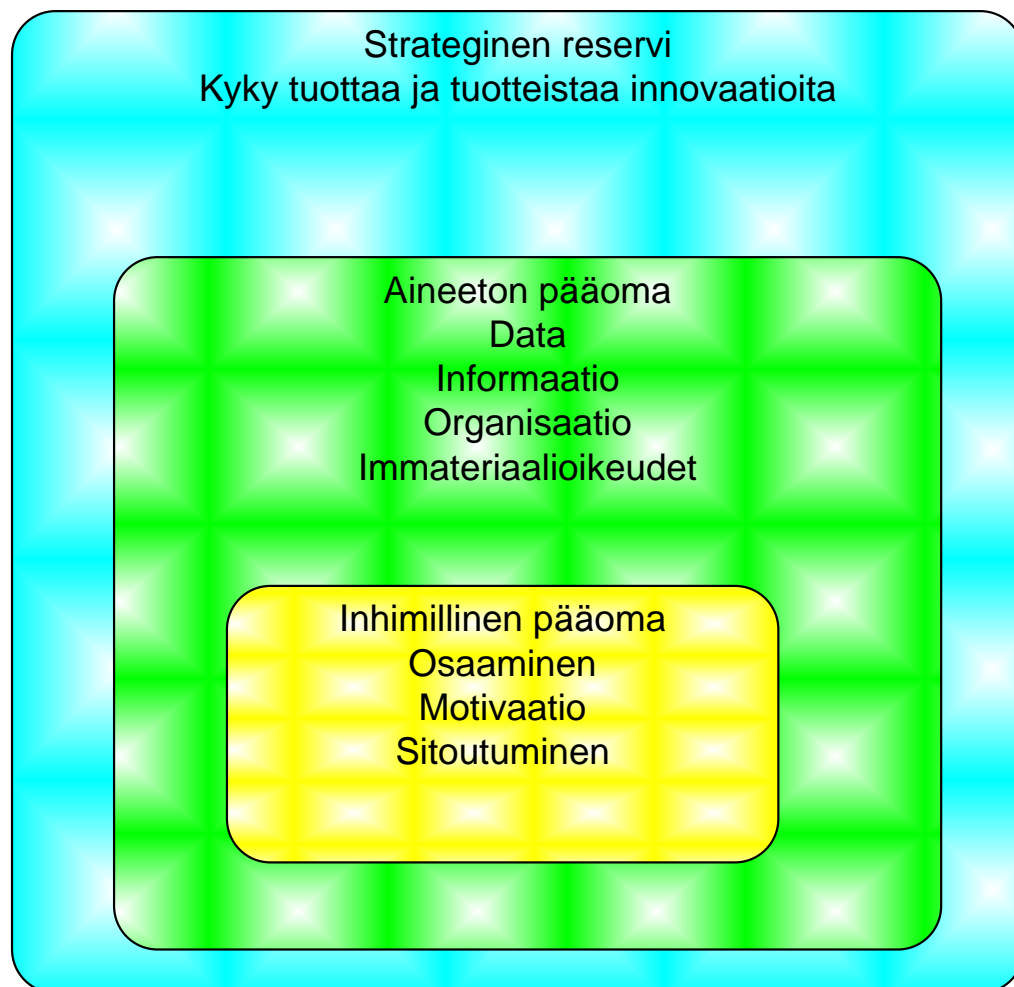 Strateginen reservi
Kyky tuottaa ja tuotteistaa innovaatioita
Aineeton pääoma
Data
Informaatio
Organisaatio
Immateriaalioikeudet
Inhimillinen pääoma
Osaaminen
Motivaatio
Sitoutuminen